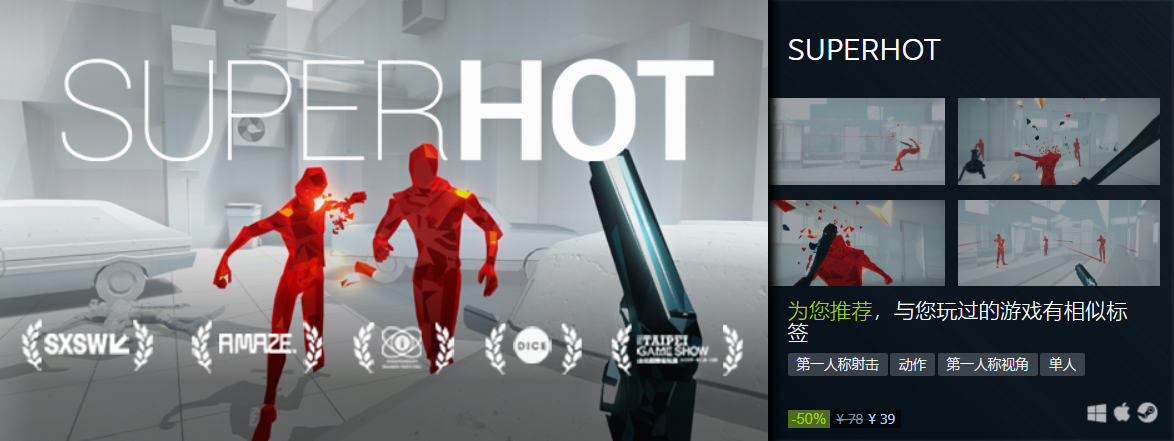 SUPERHOT
SXSW
AMAZE.
DICE
TAIPEI
GAME SHOW
SUPERHOT
为您推荐，与您玩过的游戏有相似标
签
第一人称射击 动作 第一人称视角 单人
-50% ¥ 78 ¥ 39